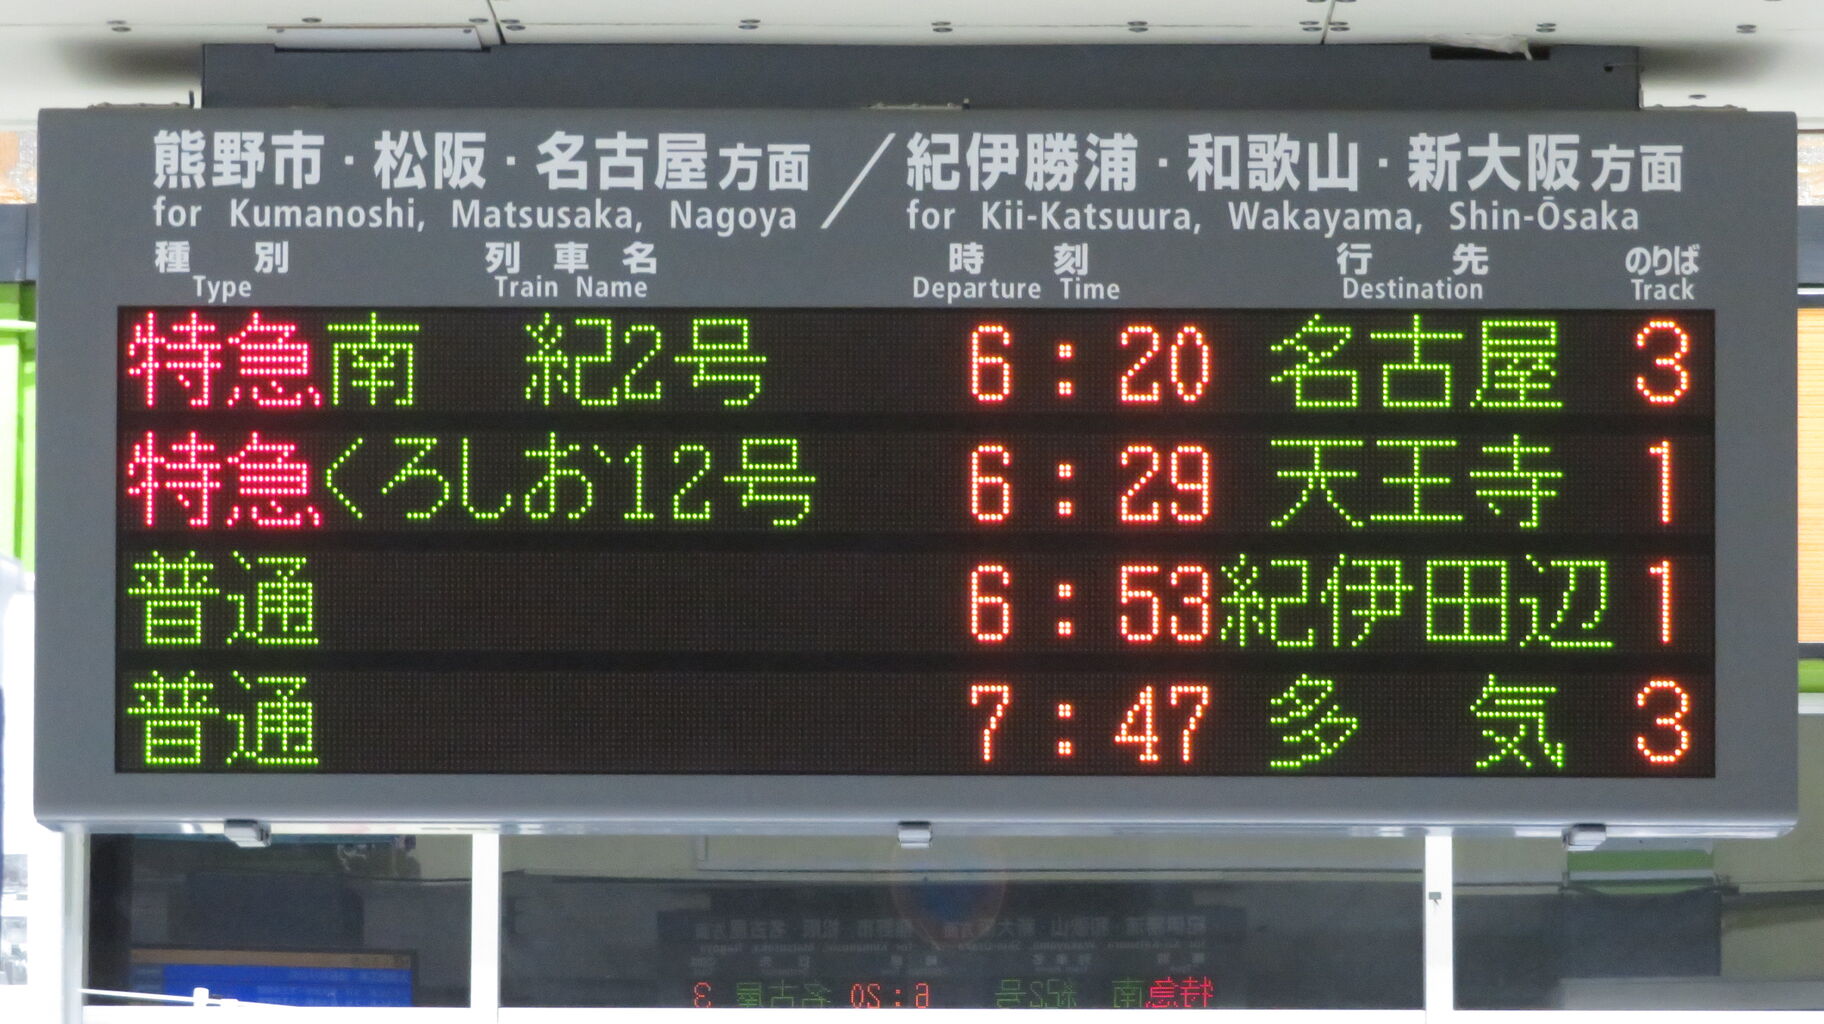 熊野市・松阪・名古屋方面／紀伊勝浦・和歌山・新大阪方面
for Kumanoshi, Matsusaka, Nagoya / for Kii-Katsuura, Wakayama, Shin-Ōsaka
種別 列車名 時刻 行先 のりば
Type Train Name Departure Time Destination Track
特急 南 紀2号 6:20 名古屋 3
特急 くろしお12号 6:29 天王寺 1
普通 6:53 紀伊田辺 1
普通 7:47 多 気 3